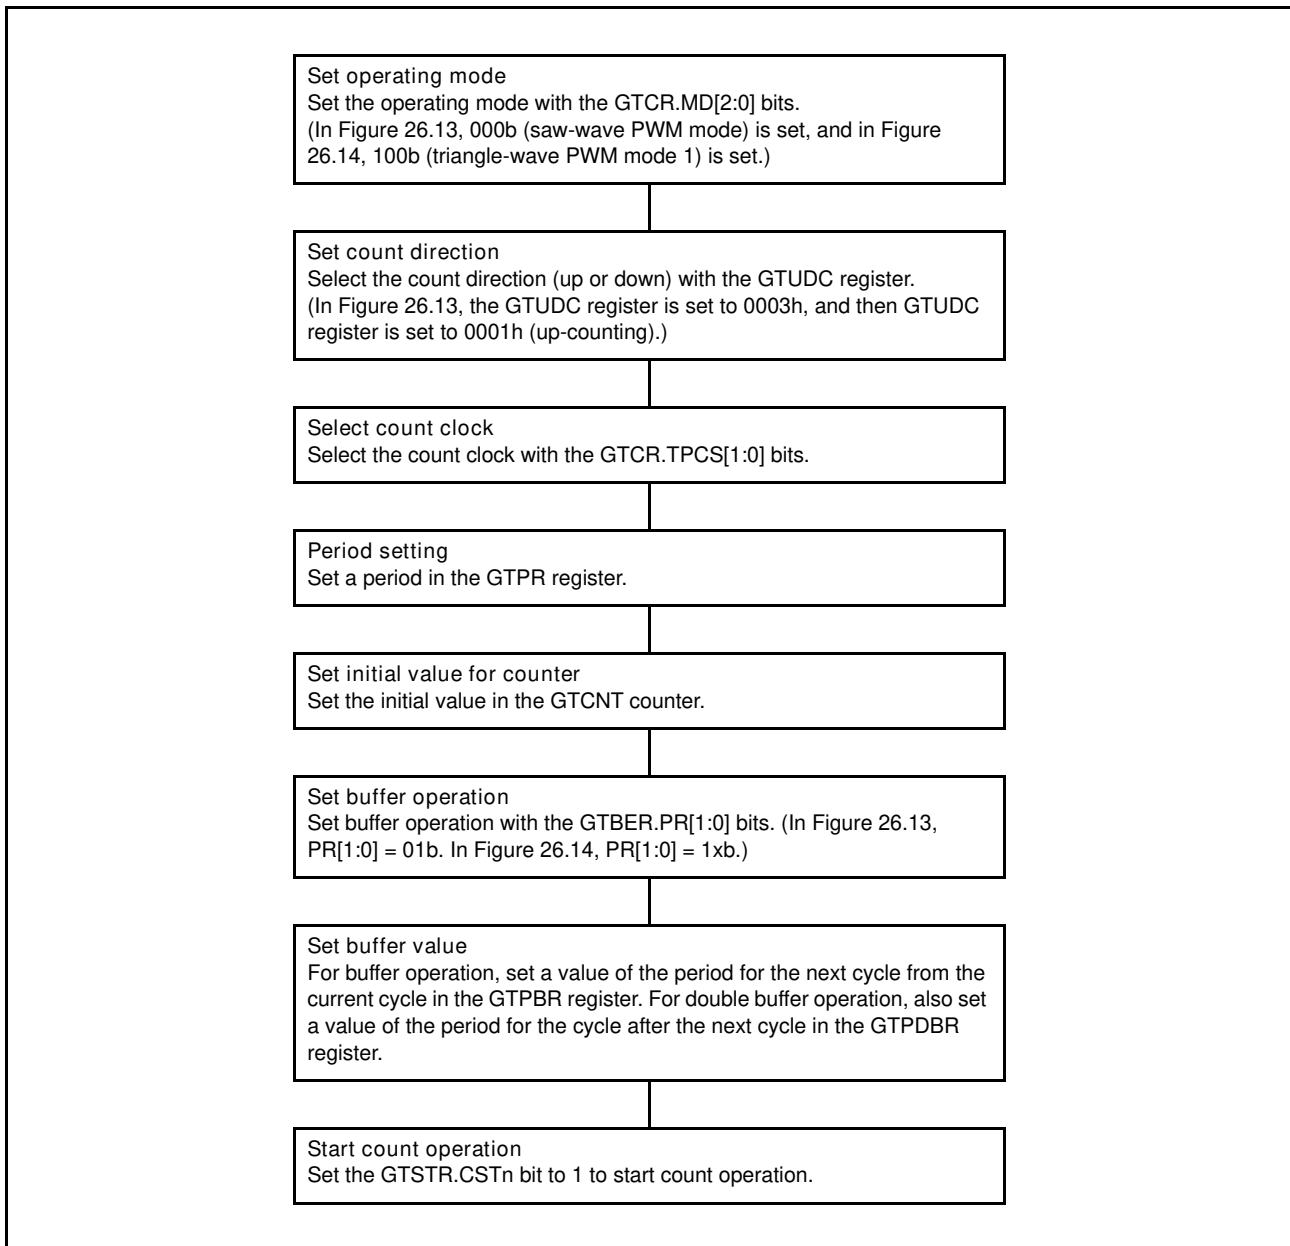 Set operating mode
Set the operating mode with the GTCR.MD[2:0] bits.
(In Figure 26.13, 000b (saw-wave PWM mode) is set, and in Figure
26.14, 100b (triangle-wave PWM mode 1) is set.)
Set count direction
Select the count direction (up or down) with the GTUDC register.
(In Figure 26.13, the GTUDC register is set to 0003h, and then GTUDC
register is set to 0001h (up-counting).)
Select count clock
Select the count clock with the GTCR.TPCS[1:0] bits.
Period setting
Set a period in the GTPR register.
Set initial value for counter
Set the initial value in the GTCNT counter.
Set buffer operation
Set buffer operation with the GTBER.PR[1:0] bits. (In Figure 26.13,
PR[1:0] = 01b. In Figure 26.14, PR[1:0] = 1xb.)
Set buffer value
For buffer operation, set a value of the period for the next cycle from the
current cycle in the GTPBR register. For double buffer operation, also set
a value of the period for the cycle after the next cycle in the GTPDBR
register.
Start count operation
Set the GTSTR.CSTn bit to 1 to start count operation.